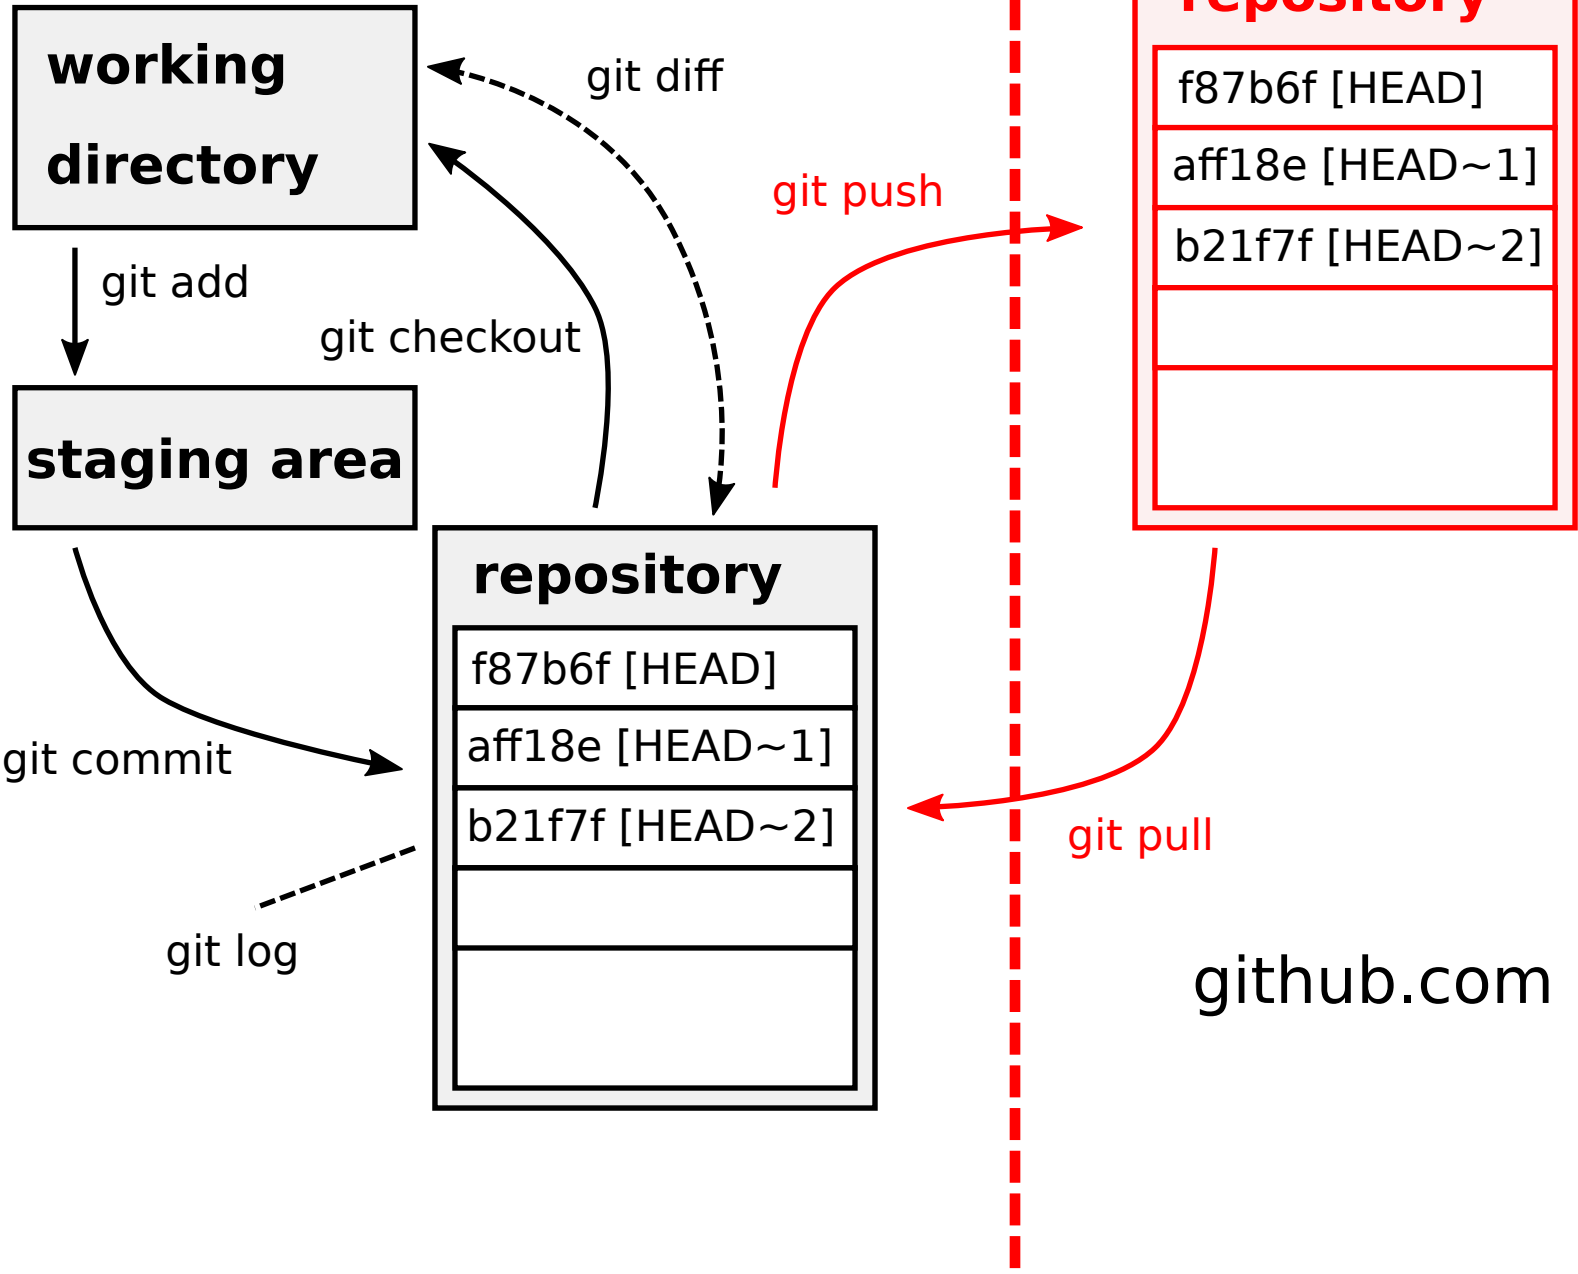 working
directory
git diff
repository
f87b6f [HEAD]
aff18e [HEAD~1]
b21f7f [HEAD~2]
git push
git add
git checkout
staging area
repository
f87b6f [HEAD]
aff18e [HEAD~1]
b21f7f [HEAD~2]
git commit
git pull
git log
github.com